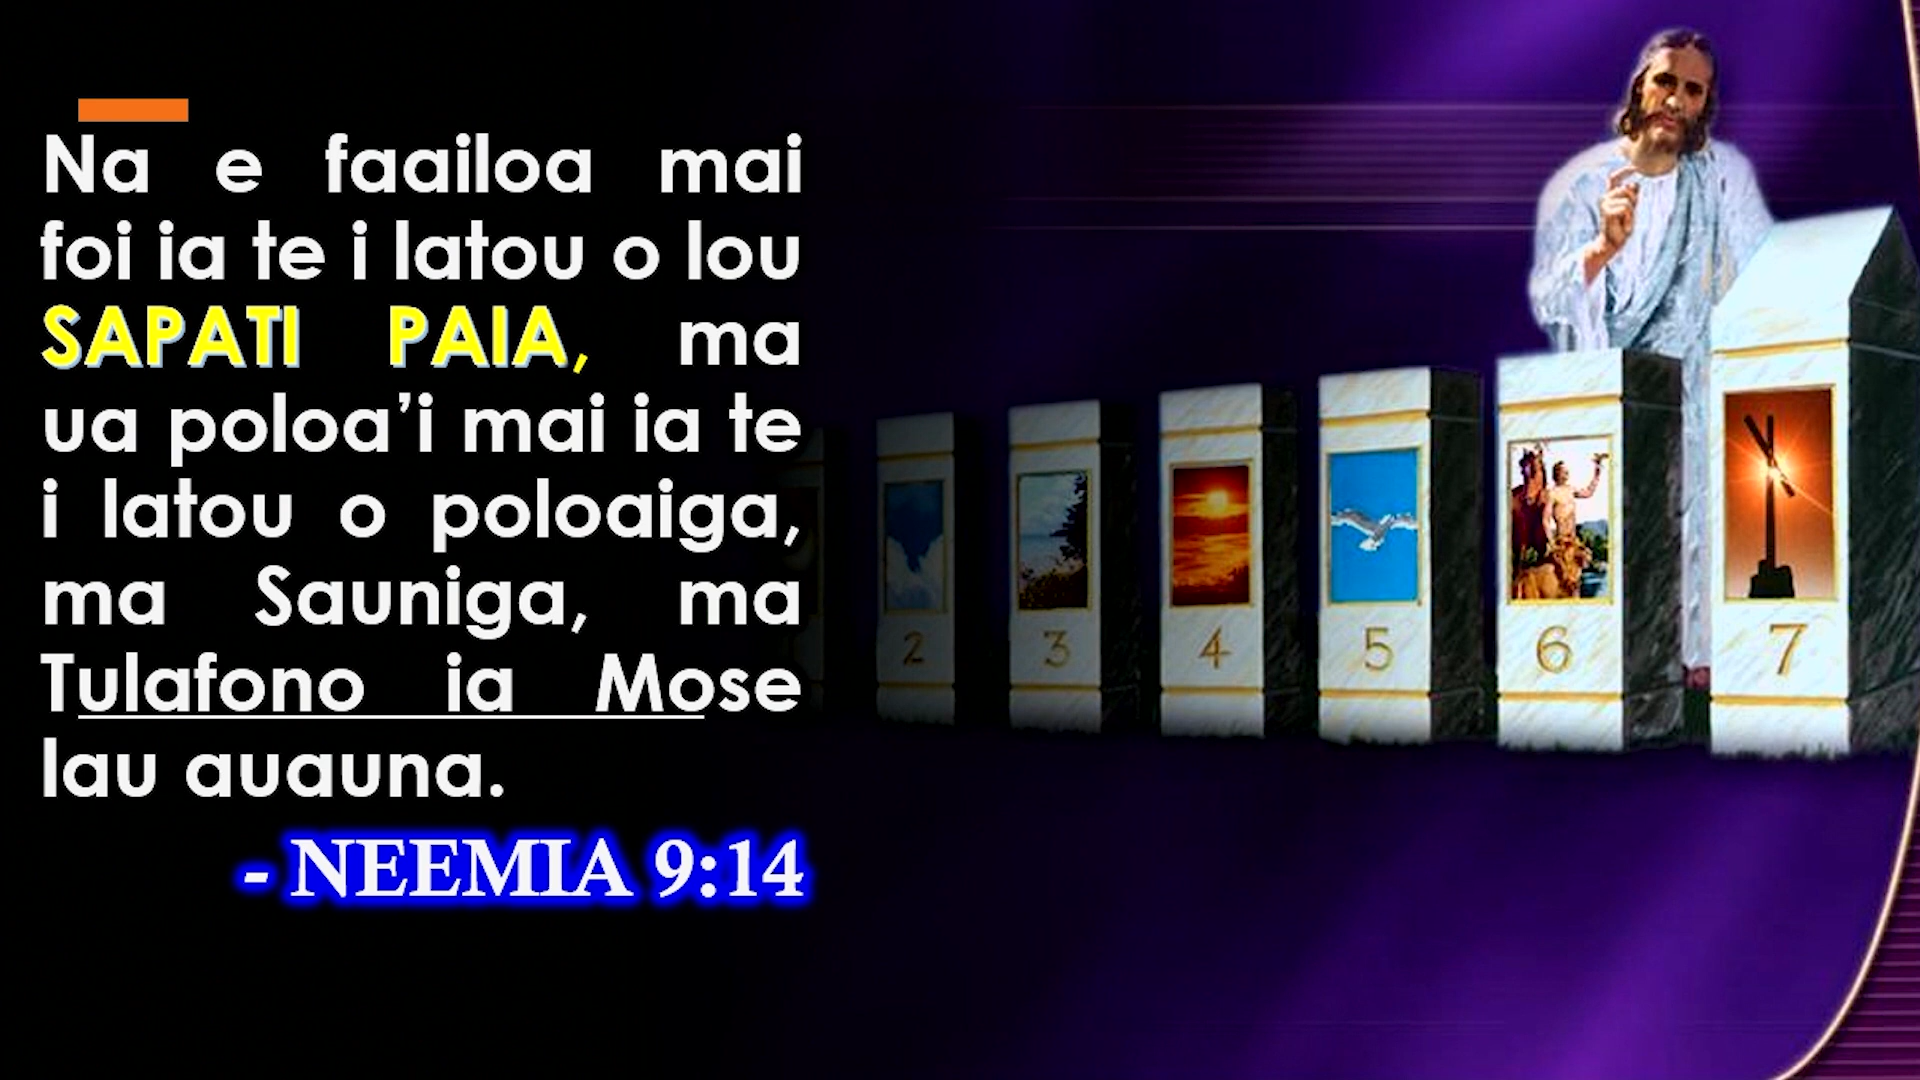 Na e faailoa mai
foi ia te i latou o lou
SAPATI PAIA, ma
ua poloa’i mai ia te
i latou o poloaiga,
ma Sauniga, ma
Tulafono ia Mose
lau auauna.
- NEEMIA 9:14
2 3 4 5 6 7